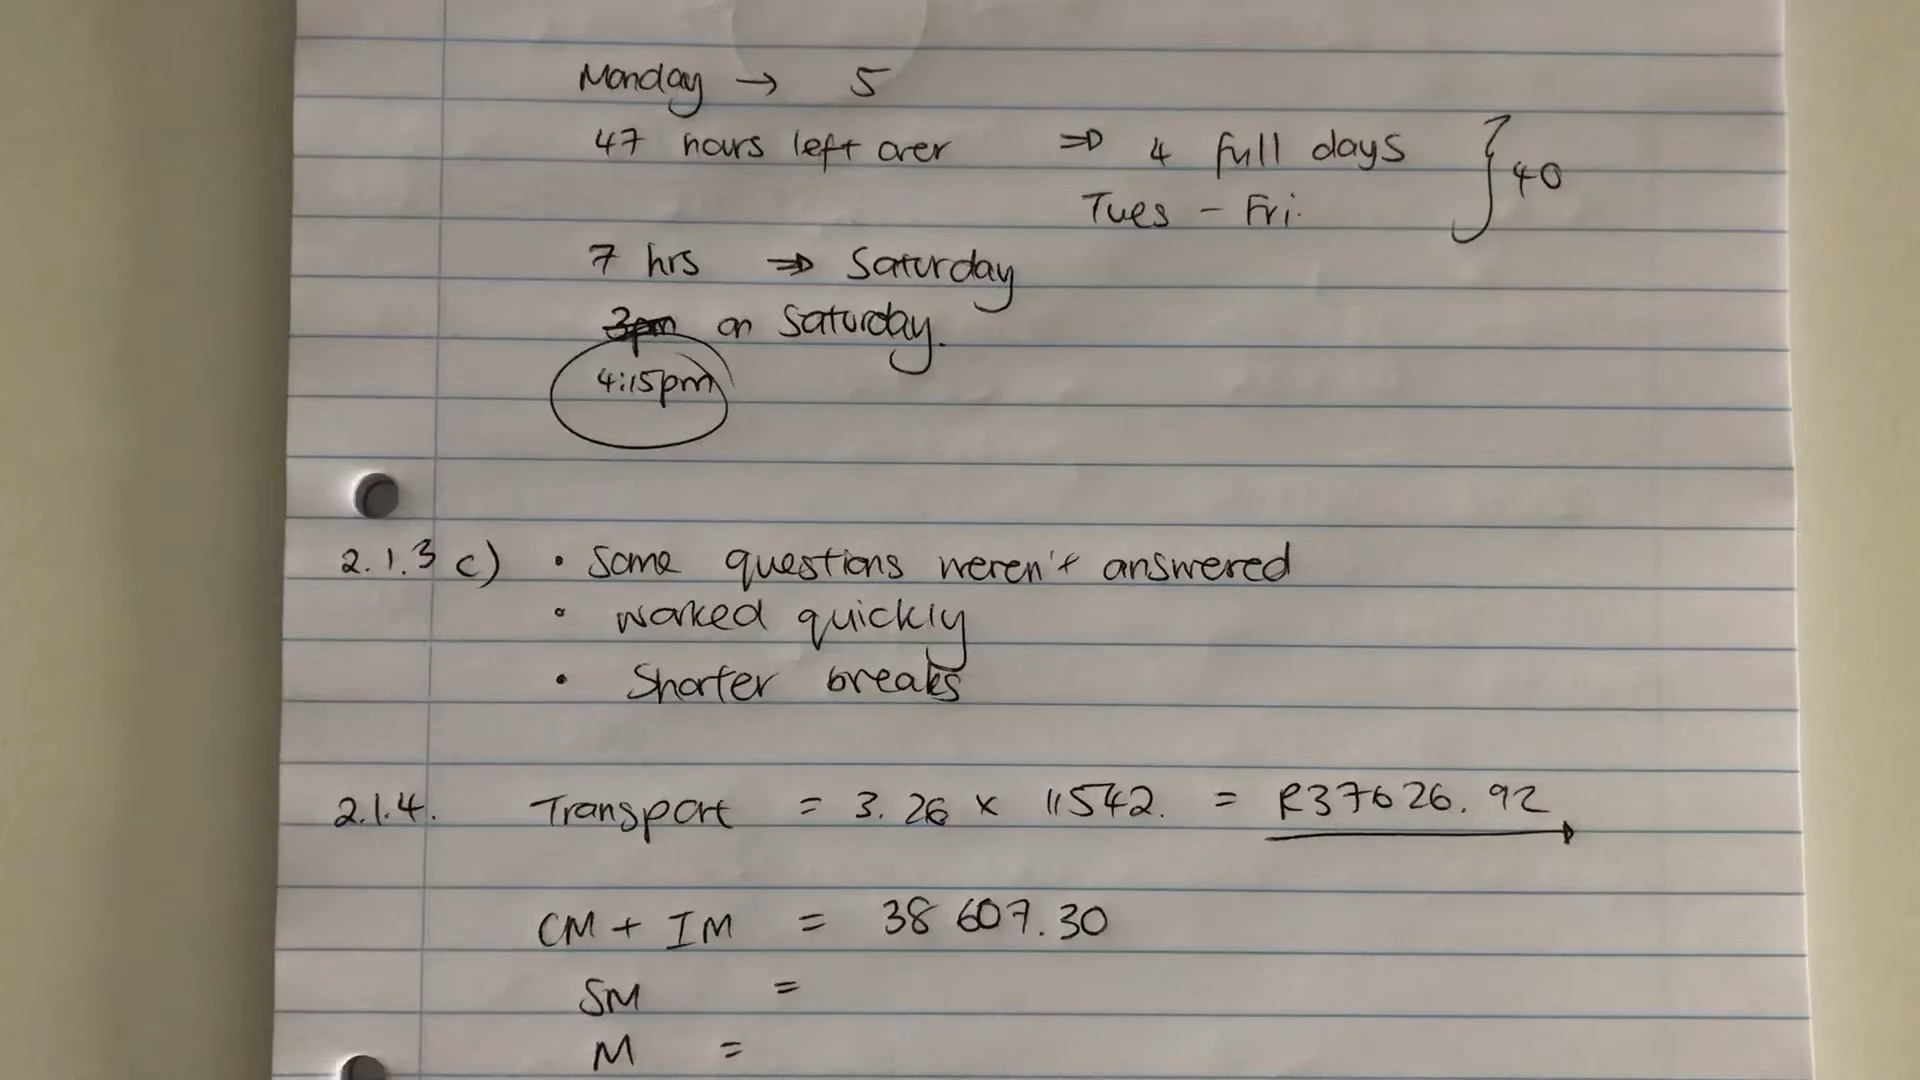 Monday → 5
47 hours left over ⇒ 4 full days } 40
Tues - Fri.
7 hrs ⇒ Saturday
3pm on Saturday.
4:15pm
2.1.3 c) • Some questions weren't answered
• worked quickly
• Shorter breaks
2.1.4. Transport = 3.26 x 11542. = R37626.92
CM + IM = 38 607.30
SM =
M =